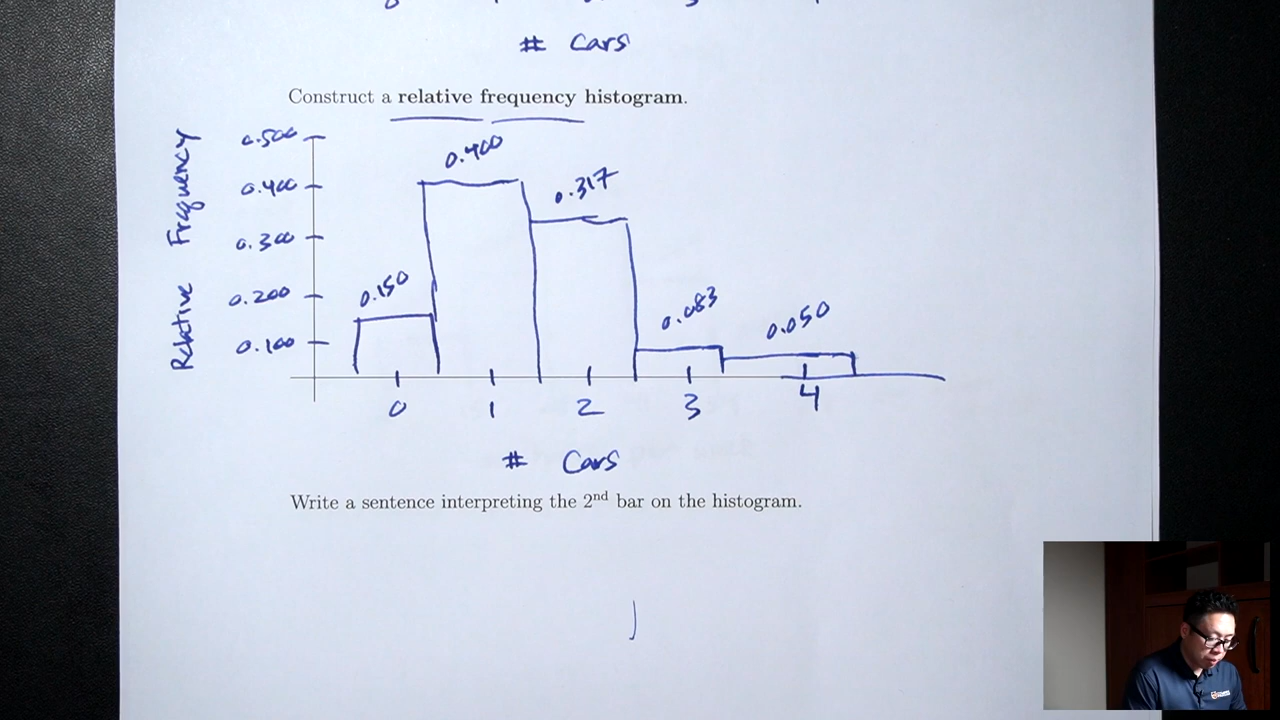 # Cars
Construct a relative frequency histogram.
Relative Frequency
0.500
0.400
0.300
0.200
0.100
0.150
0.400
0.317
0.083
0.050
0 1 2 3 4
# Cars
Write a sentence interpreting the 2nd bar on the histogram.